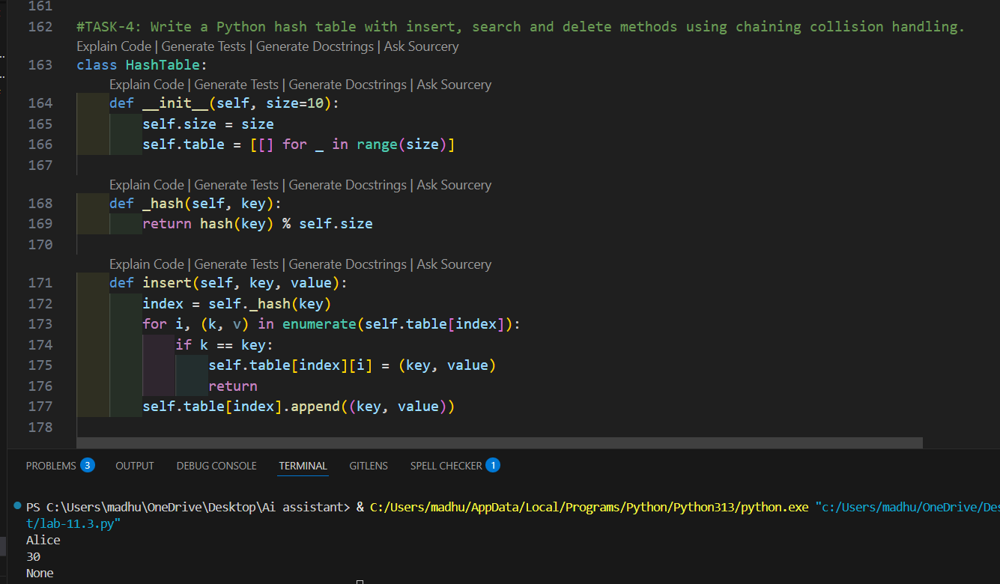 161
162 #TASK-4: Write a Python hash table with insert, search and delete methods using chaining collision handling.
Explain Code | Generate Tests | Generate Docstrings | Ask Sourcery
163 class HashTable:
Explain Code | Generate Tests | Generate Docstrings | Ask Sourcery
164     def __init__(self, size=10):
165         self.size = size
166         self.table = [[] for _ in range(size)]
167
Explain Code | Generate Tests | Generate Docstrings | Ask Sourcery
168     def _hash(self, key):
169         return hash(key) % self.size
170
Explain Code | Generate Tests | Generate Docstrings | Ask Sourcery
171     def insert(self, key, value):
172         index = self._hash(key)
173         for i, (k, v) in enumerate(self.table[index]):
174             if k == key:
175                 self.table[index][i] = (key, value)
176                 return
177         self.table[index].append((key, value))
178
PROBLEMS 3 OUTPUT DEBUG CONSOLE TERMINAL GITLENS SPELL CHECKER 1
PS C:\Users\madhu\OneDrive\Desktop\Ai assistant> & C:/Users/madhu/AppData/Local/Programs/Python/Python313/python.exe "c:/Users/madhu/OneDrive/Des
t/lab-11.3.py"
Alice
30
None